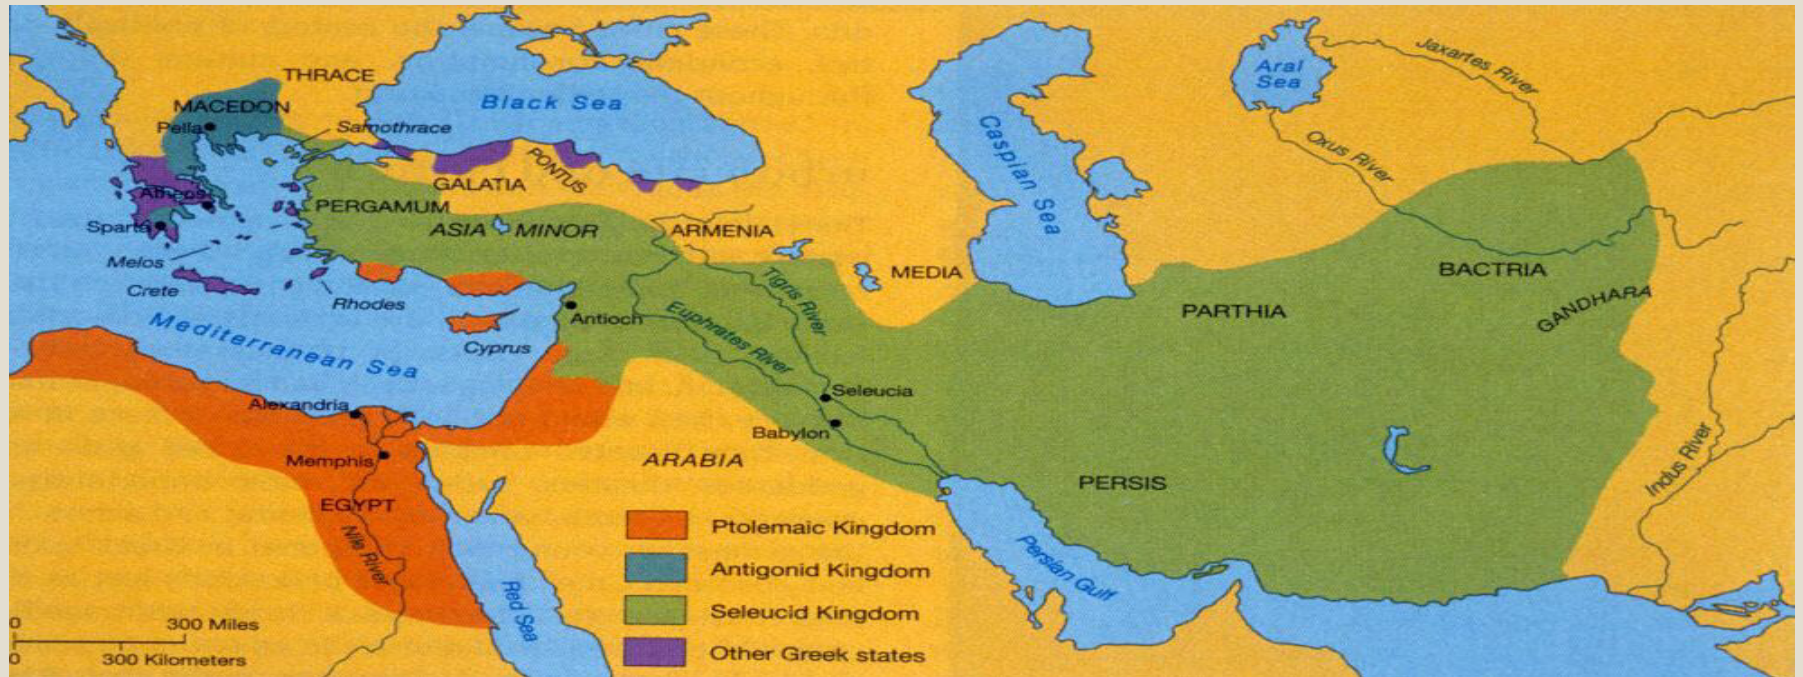 THRACE
MACEDON
Pella
Samothrace
Black Sea
Aral
Sea
Jaxartes River
Oxus River
Caspian Sea
PONTUS
GALATIA
Athens
PERGAMUM
Sparta
ASIA MINOR
ARMENIA
Melos
Crete
Rhodes
MEDIA
Tigris River
BACTRIA
GANDHARA
PARTHIA
Mediterranean Sea
Antioch
Euphrates River
Cyprus
Alexandria
Seleucia
Babylon
Memphis
ARABIA
PERSIS
Indus River
EGYPT
Nile River
Red Sea
Persian Gulf
Ptolemaic Kingdom
Antigonid Kingdom
Seleucid Kingdom
Other Greek states
0 300 Miles
0 300 Kilometers